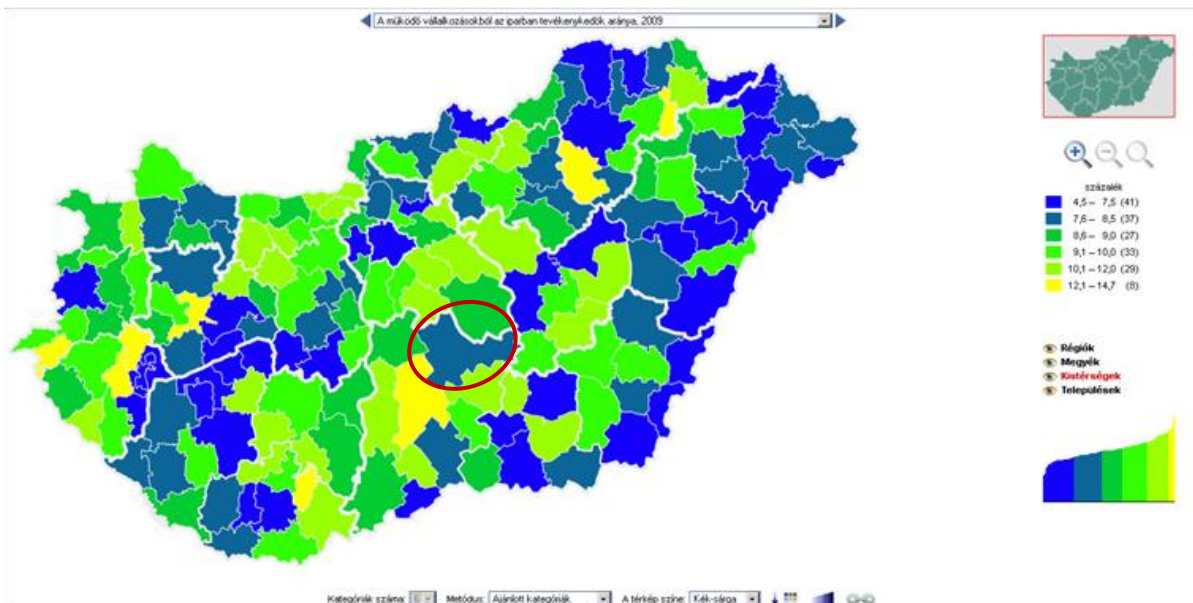 A működő vállalkozásokból az iparban tevékenykedők aránya, 2009
százalék
4,5 – 7,5 (41)
7,6 – 8,5 (37)
8,6 – 9,0 (27)
9,1 – 10,0 (33)
10,1 – 12,0 (29)
12,1 – 14,7 (8)
Régiók
Megyék
Kistérségek
Települések
Kategóriák száma: 6 Metódus: Ajánlott kategóriák A térkép színe: Kék-sárga